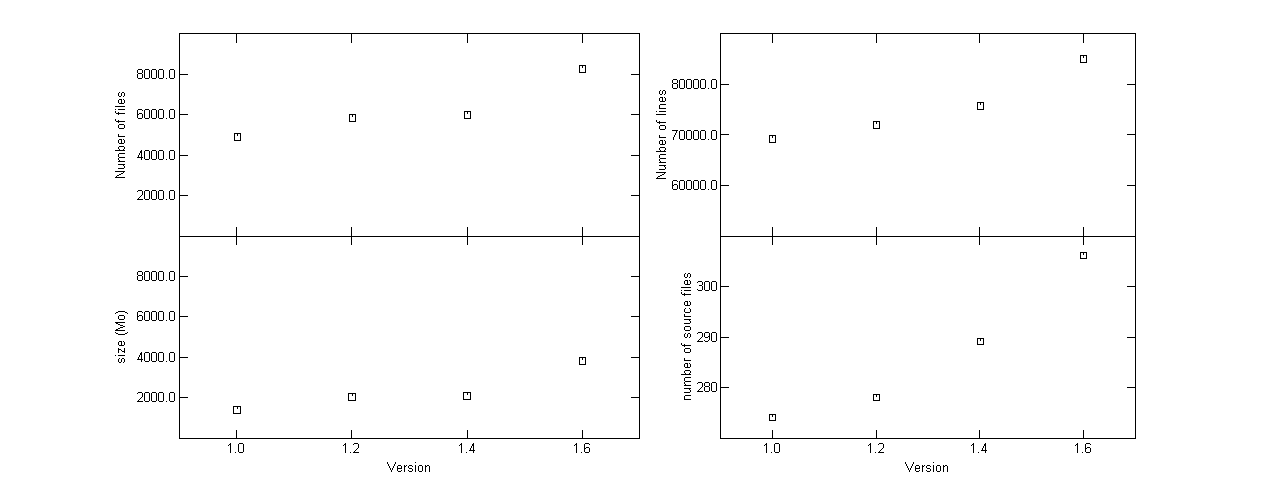 Number of files
8000.0
6000.0
4000.0
2000.0
Number of lines
80000.0
70000.0
60000.0
size (Mo)
8000.0
6000.0
4000.0
2000.0
1.0 1.2 1.4 1.6
Version
number of source files
300
290
280
1.0 1.2 1.4 1.6
Version